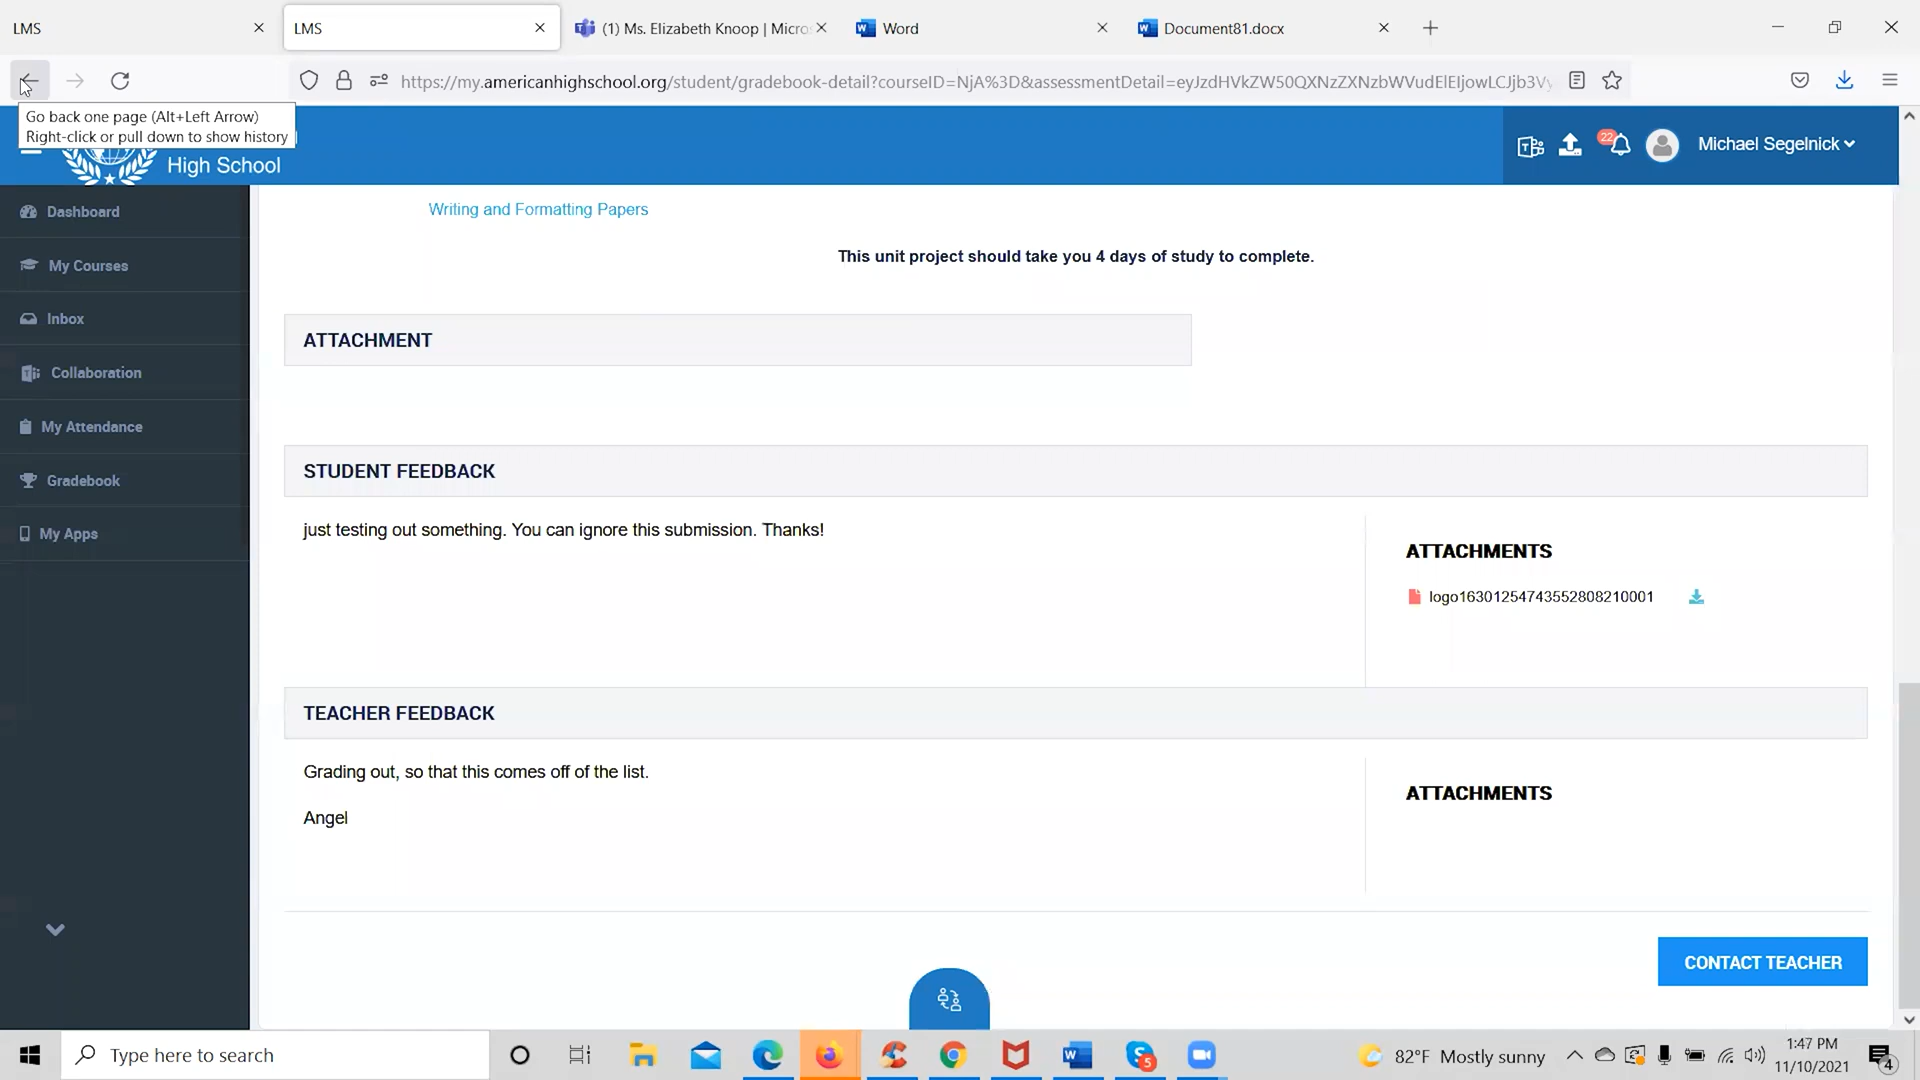 LMS
LMS
(1) Ms. Elizabeth Knoop | Micro
Word
Document81.docx
https://my.americanhighschool.org/student/gradebook-detail?courseID=NjA%3D&assessmentDetail=
Go back one page (Alt+Left Arrow)
Right-click or pull down to show history
High School
22
Michael Segelnick
Dashboard
My Courses
Inbox
Collaboration
My Attendance
Gradebook
My Apps
Writing and Formatting Papers
This unit project should take you 4 days of study to complete.
ATTACHMENT
STUDENT FEEDBACK
just testing out something. You can ignore this submission. Thanks!
ATTACHMENTS
logo16301254743552808210001
TEACHER FEEDBACK
Grading out, so that this comes off of the list.
Angel
ATTACHMENTS
CONTACT TEACHER
Type here to search
5
82°F Mostly sunny
1:47 PM
11/10/2021
4